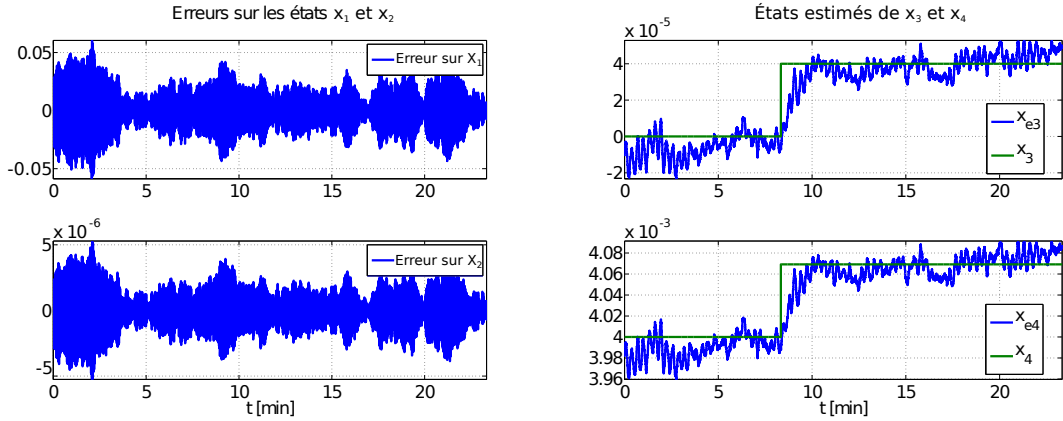 Erreurs sur les états x₁ et x₂
0.05
0
-0.05
Erreur sur X₁
0 5 10 15 20
x 10⁻⁶
5
0
-5
Erreur sur X₂
0 5 10 15 20
t [min]
États estimés de x₃ et x₄
x 10⁻⁵
4
2
0
-2
xₑ₃
x₃
0 5 10 15 20
x 10⁻³
4.08
4.06
4.04
4.02
4
3.98
3.96
xₑ₄
x₄
0 5 10 15 20
t [min]